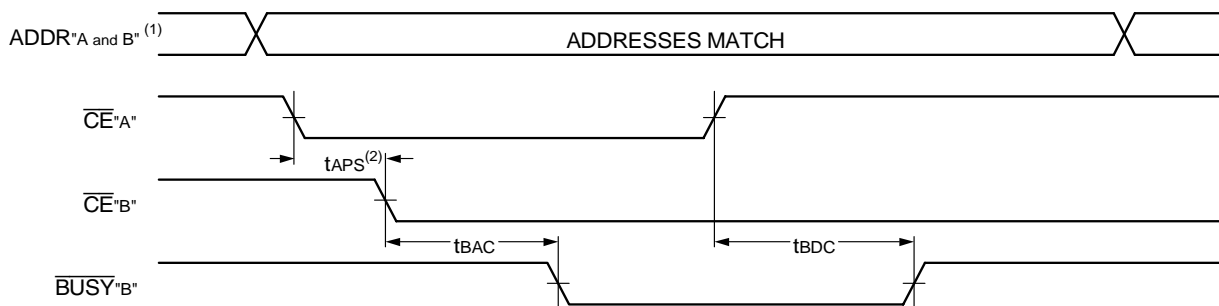 ADDR"A and B" (1)
ADDRESSES MATCH
CE"A"
tAPS(2)
CE"B"
tBAC
tBDC
BUSY"B"